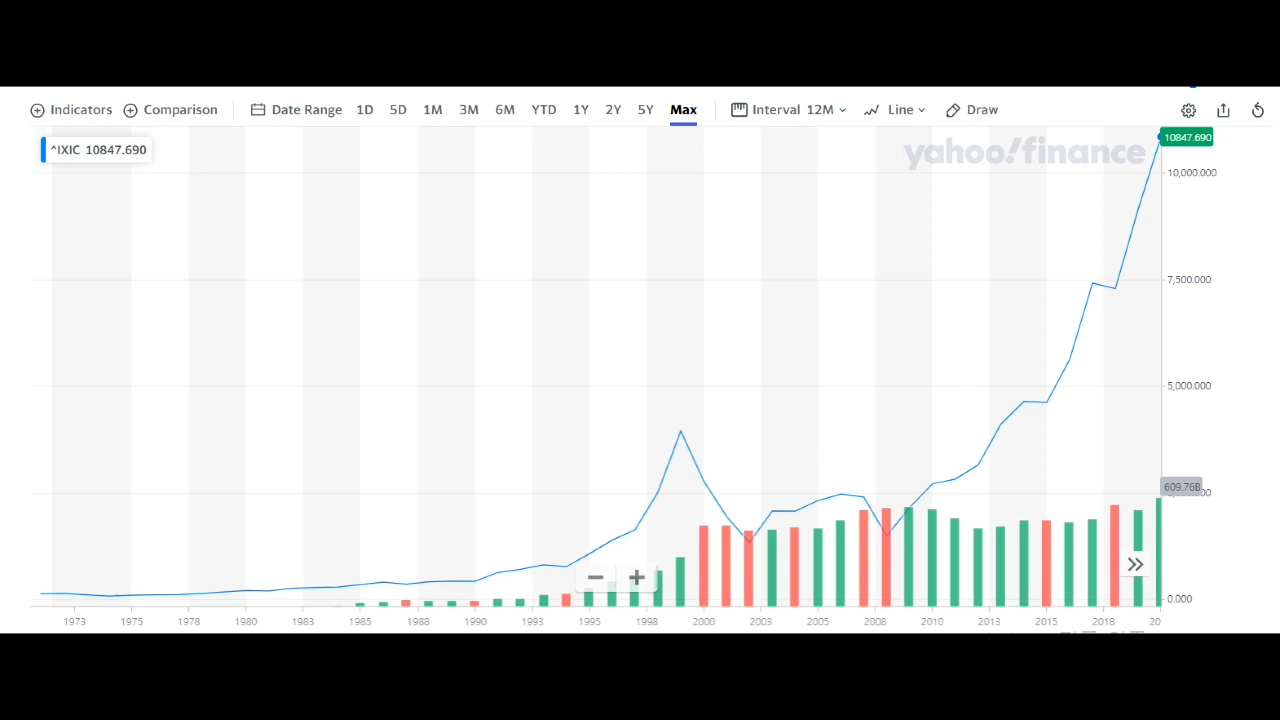 Indicators Comparison Date Range 1D 5D 1M 3M 6M YTD 1Y 2Y 5Y Max Interval 12M Line Draw
^IXIC 10847.690
yahoo!finance
10847.690
10,000.000
7,500.000
5,000.000
609.76B
0.000
1973 1975 1978 1980 1983 1985 1988 1990 1993 1995 1998 2000 2003 2005 2008 2010 2013 2015 2018 20